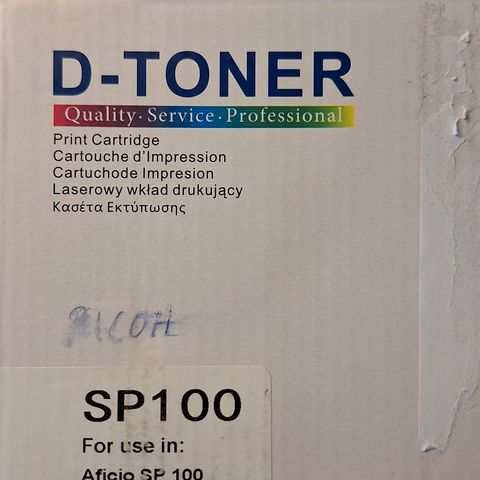 D-TONER
Quality · Service · Professional
Print Cartridge
Cartouche d'Impression
Cartuchode Impresion
Laserowy wkład drukujący
Κασέτα Εκτύπωσης
RICOH
SP100
For use in:
Aficio SP 100